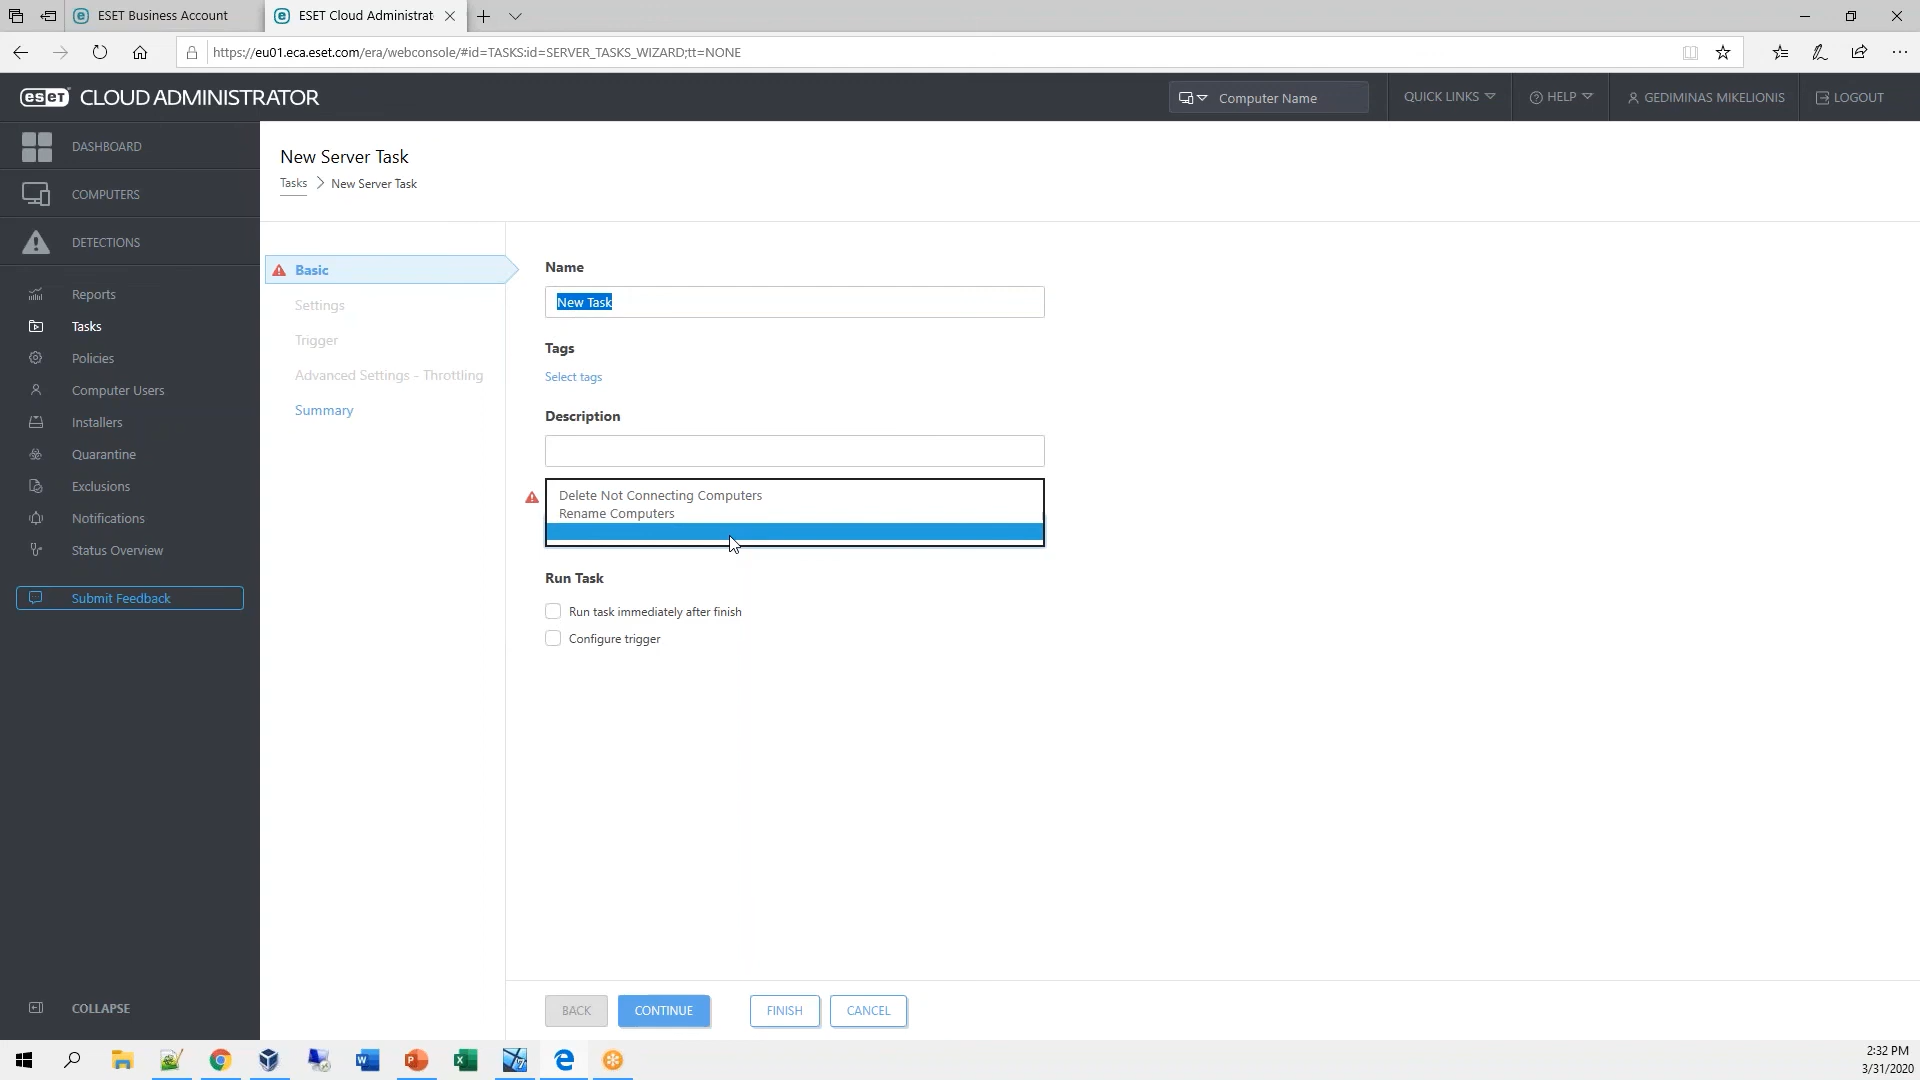 ESET Business Account
ESET Cloud Administrat
https://eu01.eca.eset.com/era/webconsole/#id=TASKS:id=SERVER_TASKS_WIZARD;tt=NONE
eset CLOUD ADMINISTRATOR
Computer Name
QUICK LINKS
HELP
GEDIMINAS MIKELIONIS
LOGOUT
DASHBOARD
COMPUTERS
DETECTIONS
Reports
Tasks
Policies
Computer Users
Installers
Quarantine
Exclusions
Notifications
Status Overview
Submit Feedback
COLLAPSE
New Server Task
Tasks > New Server Task
Basic
Settings
Trigger
Advanced Settings - Throttling
Summary
Name
New Task
Tags
Select tags
Description
Delete Not Connecting Computers
Rename Computers
Run Task
Run task immediately after finish
Configure trigger
BACK
CONTINUE
FINISH
CANCEL
2:32 PM
3/31/2020